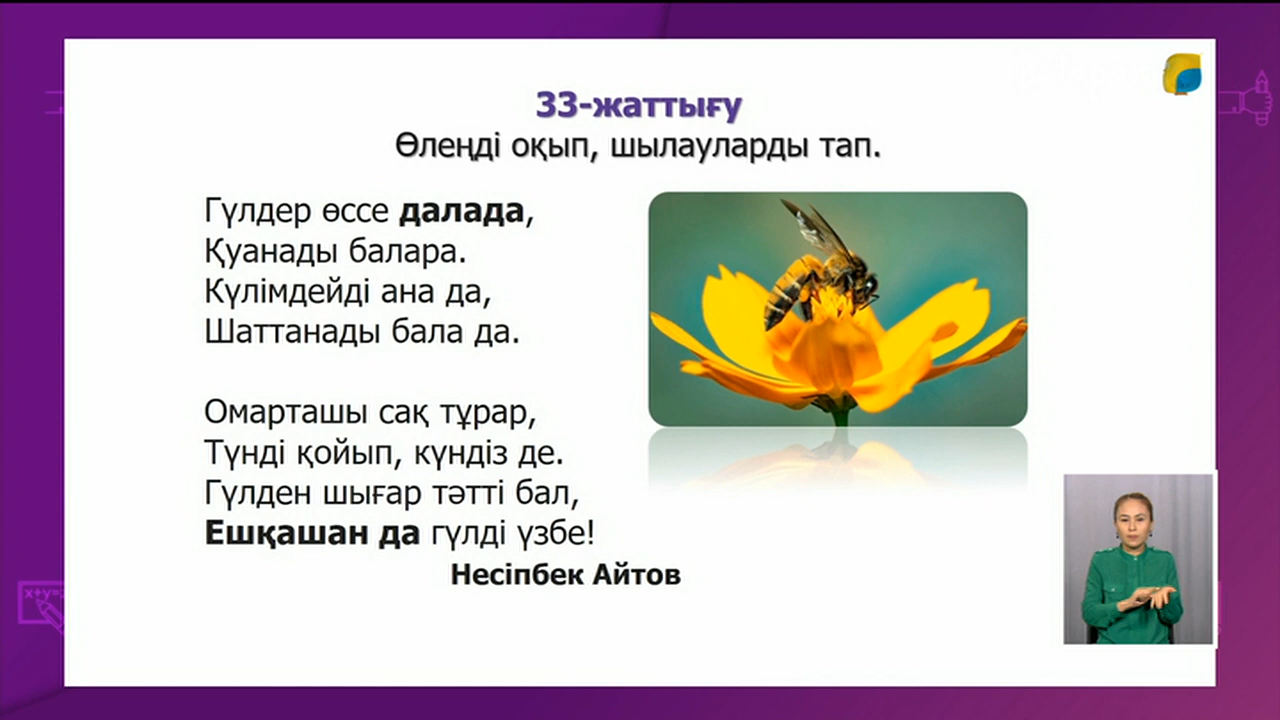 33-жаттығу
Өлеңді оқып, шылауларды тап.
Гүлдер өссе далада,
Қуанады балара.
Күлімдейді ана да,
Шаттанады бала да.
Омарташы сақ тұрар,
Түнді қойып, күндіз де.
Гүлден шығар тәтті бал,
Ешқашан да гүлді үзбе!
Несіпбек Айтов